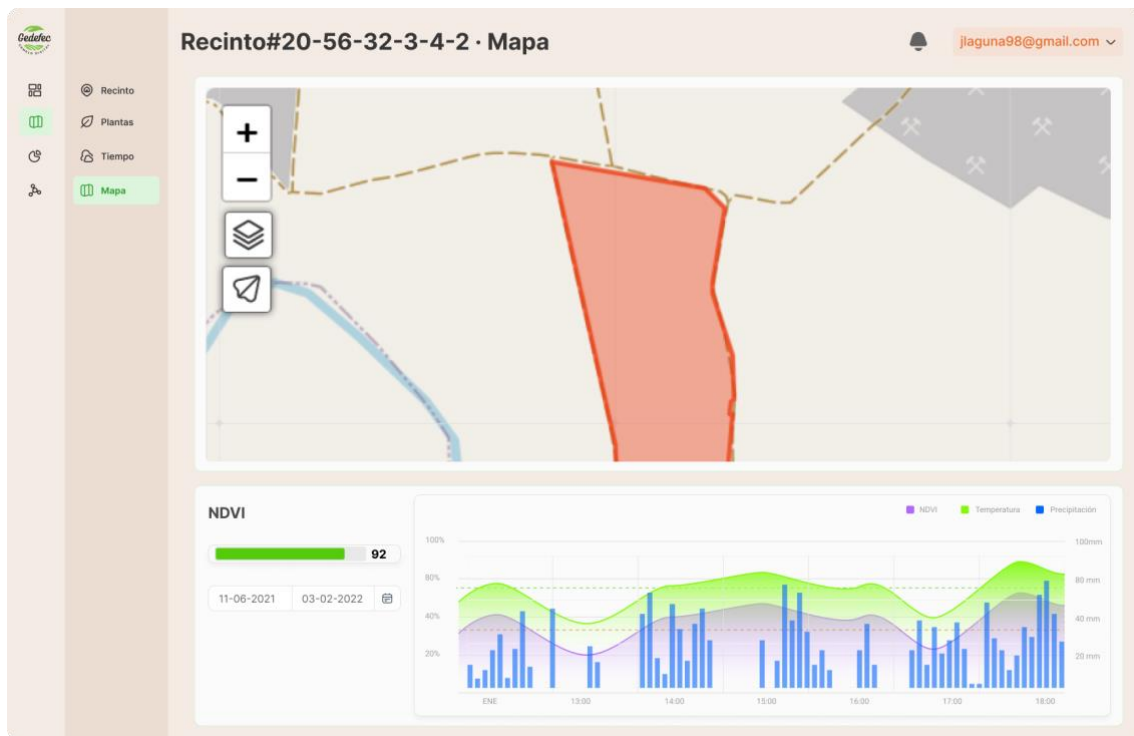 Gedefec
Recinto#20-56-32-3-4-2 · Mapa
jlaguna98@gmail.com
Recinto
Plantas
Tiempo
Mapa
+
−
NDVI
92
11-06-2021 03-02-2022
NDVI Temperatura Precipitación
100% 100mm
80% 80 mm
40% 40 mm
20% 20 mm
ENE 13:00 14:00 15:00 16:00 17:00 18:00